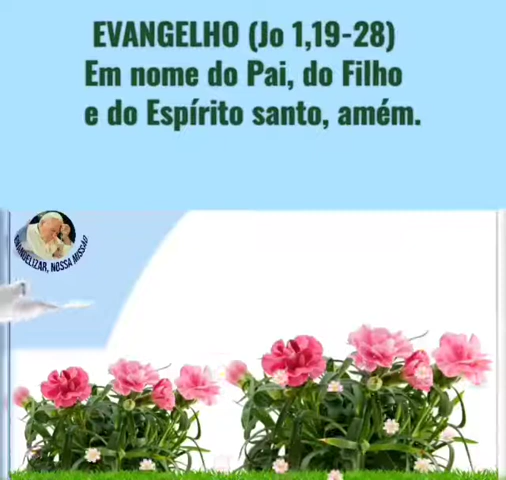 EVANGELHO (Jo 1,19-28)
Em nome do Pai, do Filho
e do Espírito santo, amém.
EVANGELIZAR, NOSSA MISSÃO